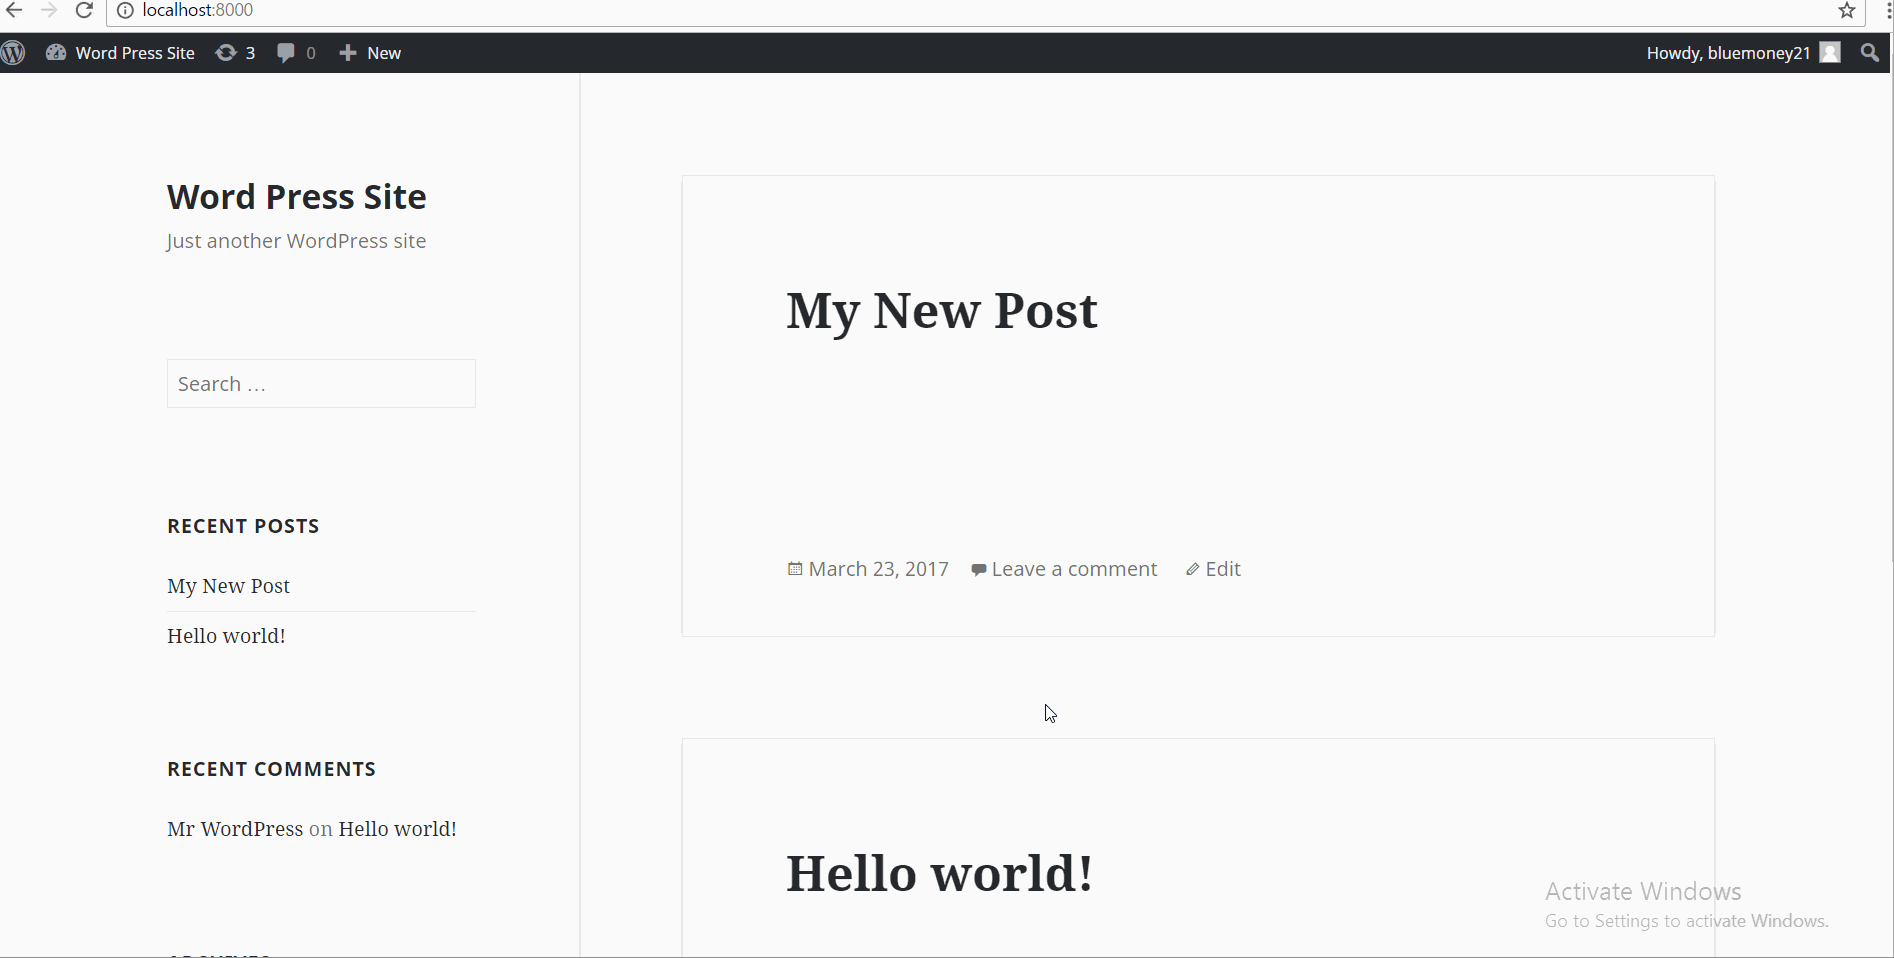 localhost:8000
Word Press Site 3 0 New Howdy, bluemoney21
Word Press Site
Just another WordPress site
Search …
RECENT POSTS
My New Post
Hello world!
RECENT COMMENTS
Mr WordPress on Hello world!
My New Post
March 23, 2017 Leave a comment Edit
Hello world!
Activate Windows
Go to Settings to activate Windows.